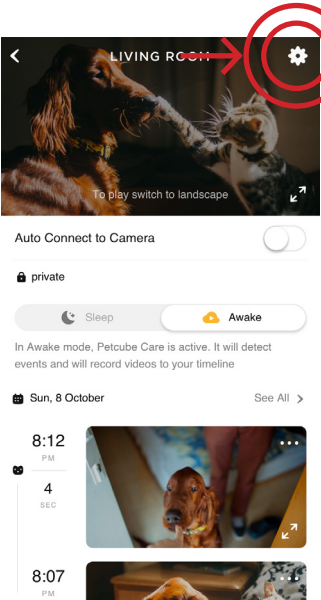 LIVING ROOM
To play switch to landscape
Auto Connect to Camera
private
Sleep
Awake
In Awake mode, Petcube Care is active. It will detect
events and will record videos to your timeline
Sun, 8 October
See All
8:12
PM
4
SEC
8:07
PM